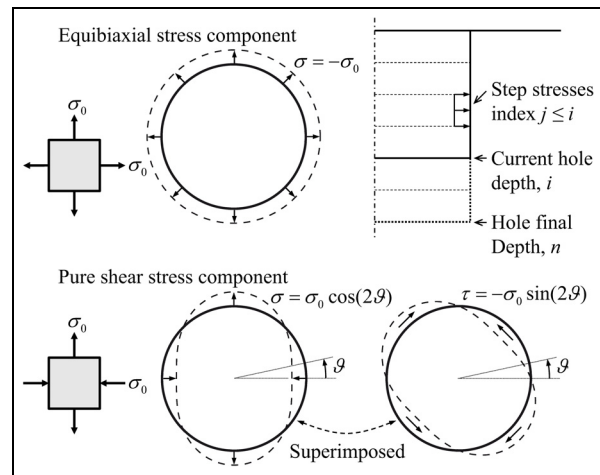 Equibiaxial stress component
σ₀
σ₀
σ = −σ₀
Step stresses
index j ≤ i
Current hole
depth, i
Hole final
Depth, n
Pure shear stress component
σ₀
σ₀
σ = σ₀ cos(2ϑ)
ϑ
τ = −σ₀ sin(2ϑ)
ϑ
Superimposed